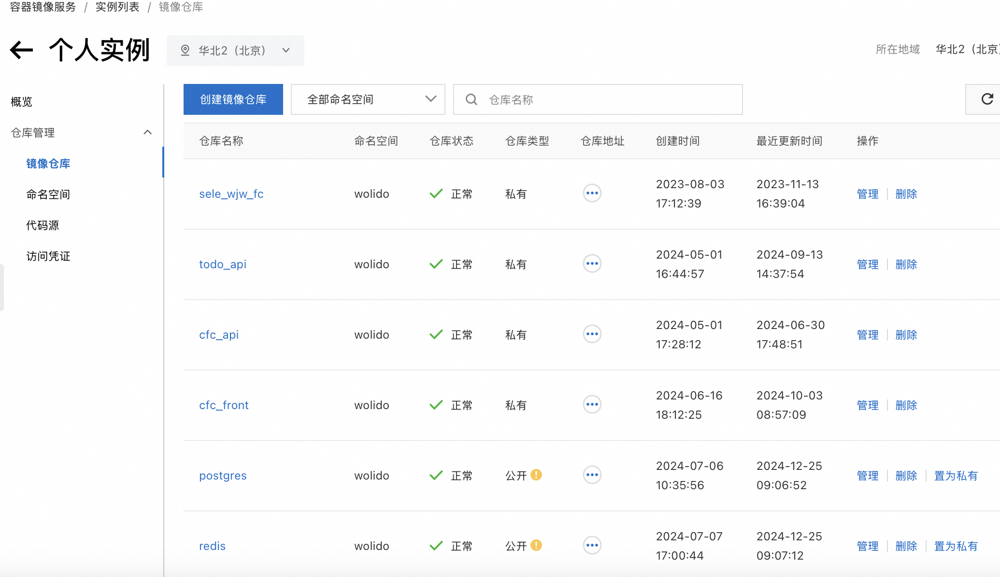 容器镜像服务 / 实例列表 / 镜像仓库
个人实例
华北2（北京）
所在地域 华北2（北京）
概览
仓库管理
镜像仓库
命名空间
代码源
访问凭证
创建镜像仓库 全部命名空间 仓库名称
仓库名称 命名空间 仓库状态 仓库类型 仓库地址 创建时间 最近更新时间 操作
sele_wjw_fc wolido 正常 私有 2023-08-03 17:12:39 2023-11-13 16:39:04 管理 删除
todo_api wolido 正常 私有 2024-05-01 16:44:57 2024-09-13 14:37:54 管理 删除
cfc_api wolido 正常 私有 2024-05-01 17:28:12 2024-06-30 17:48:51 管理 删除
cfc_front wolido 正常 私有 2024-06-16 18:12:25 2024-10-03 08:57:09 管理 删除
postgres wolido 正常 公开 2024-07-06 10:35:56 2024-12-25 09:06:52 管理 删除 置为私有
redis wolido 正常 公开 2024-07-07 17:00:44 2024-12-25 09:07:12 管理 删除 置为私有